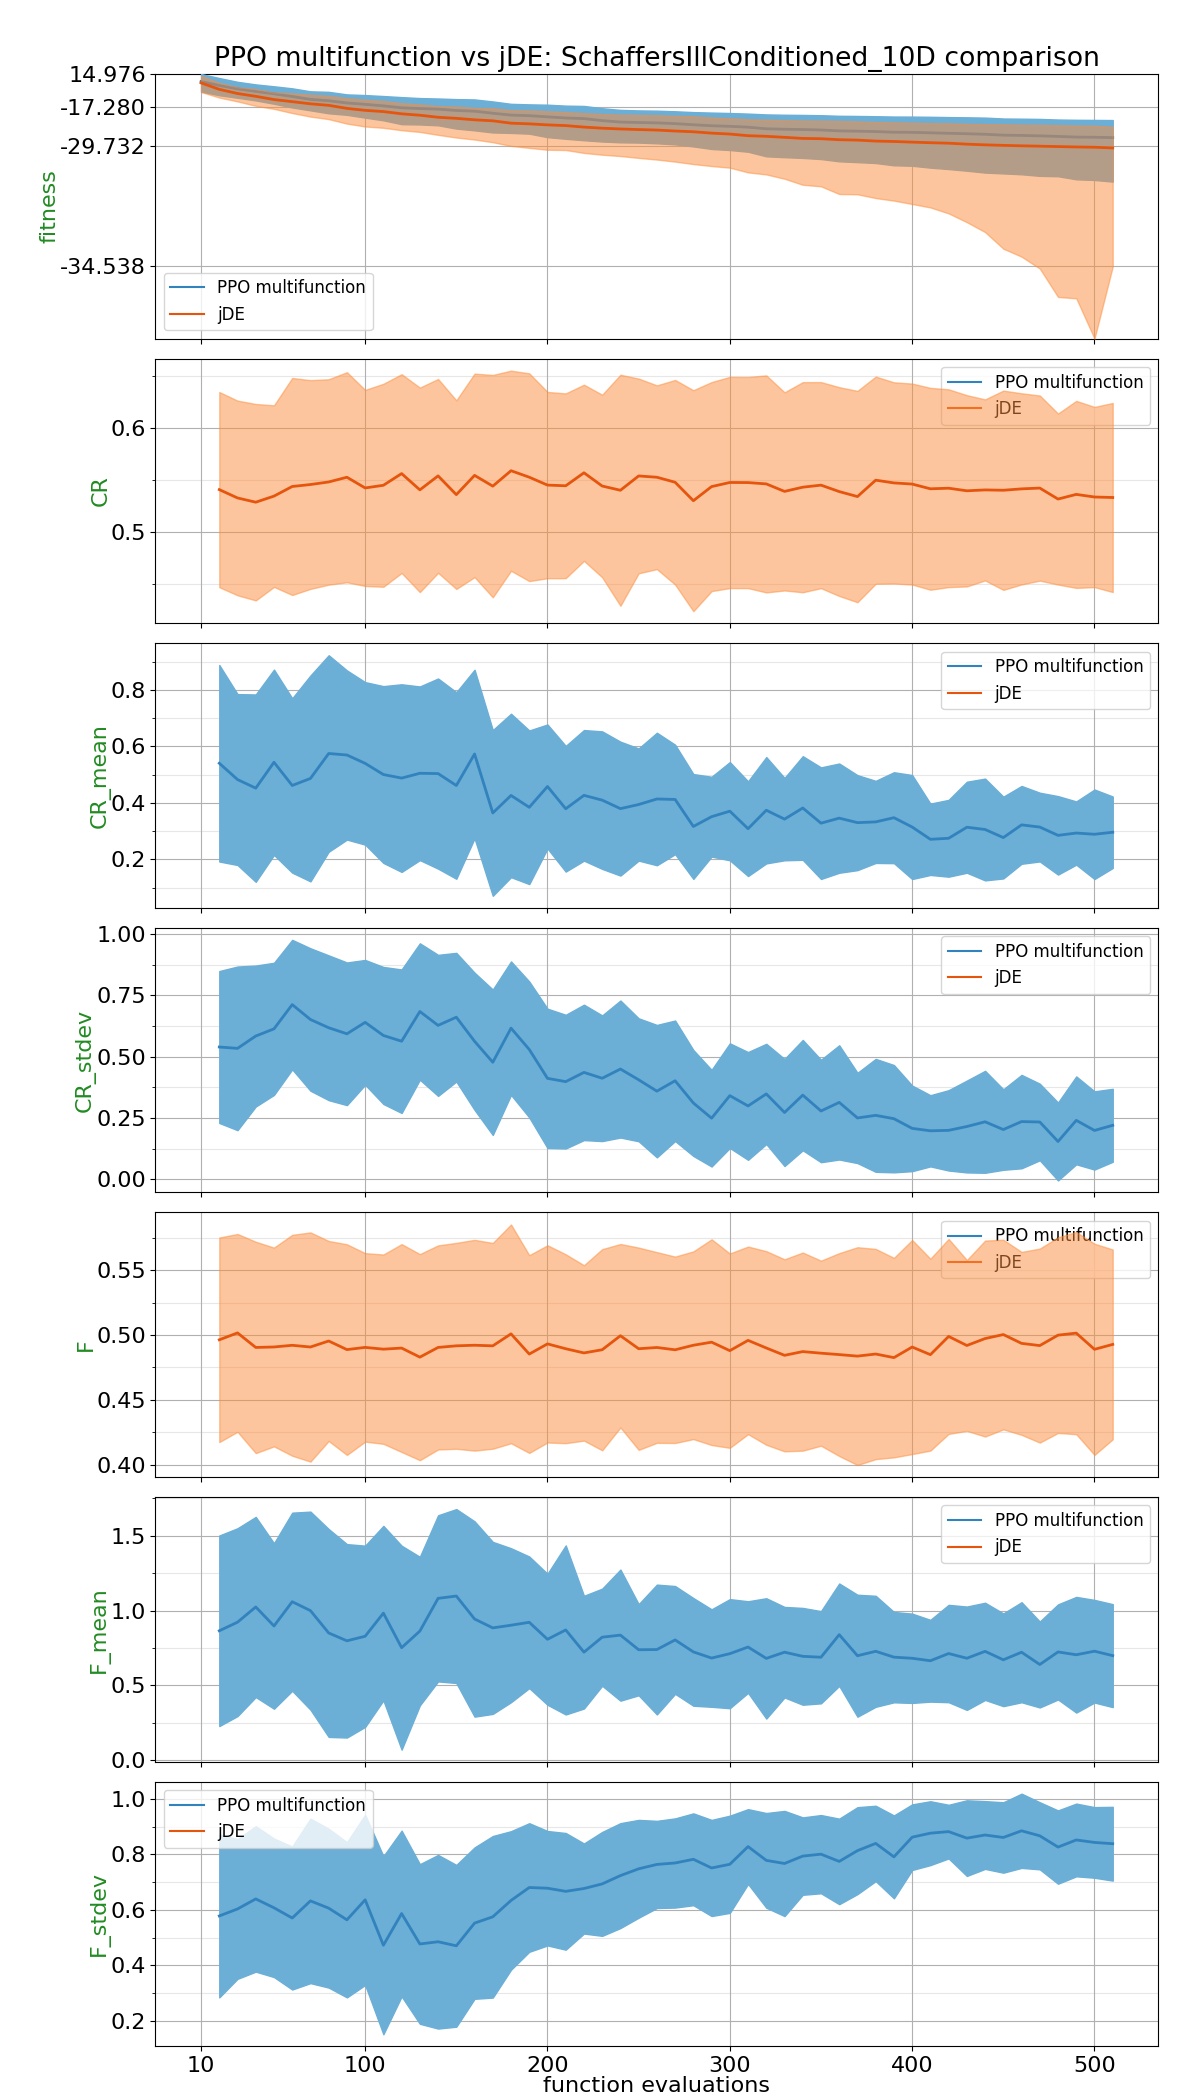 PPO multifunction vs jDE: SchaffersIllConditioned_10D comparison
14.976
-17.280
-29.732
-34.538
fitness
PPO multifunction
jDE
0.6
0.5
CR
PPO multifunction
jDE
0.8
0.6
0.4
0.2
CR_mean
PPO multifunction
jDE
1.00
0.75
0.50
0.25
0.00
CR_stdev
PPO multifunction
jDE
0.55
0.50
0.45
0.40
F
PPO multifunction
jDE
1.5
1.0
0.5
0.0
F_mean
PPO multifunction
jDE
1.0
0.8
0.6
0.4
0.2
F_stdev
PPO multifunction
jDE
10 100 200 300 400 500
function evaluations